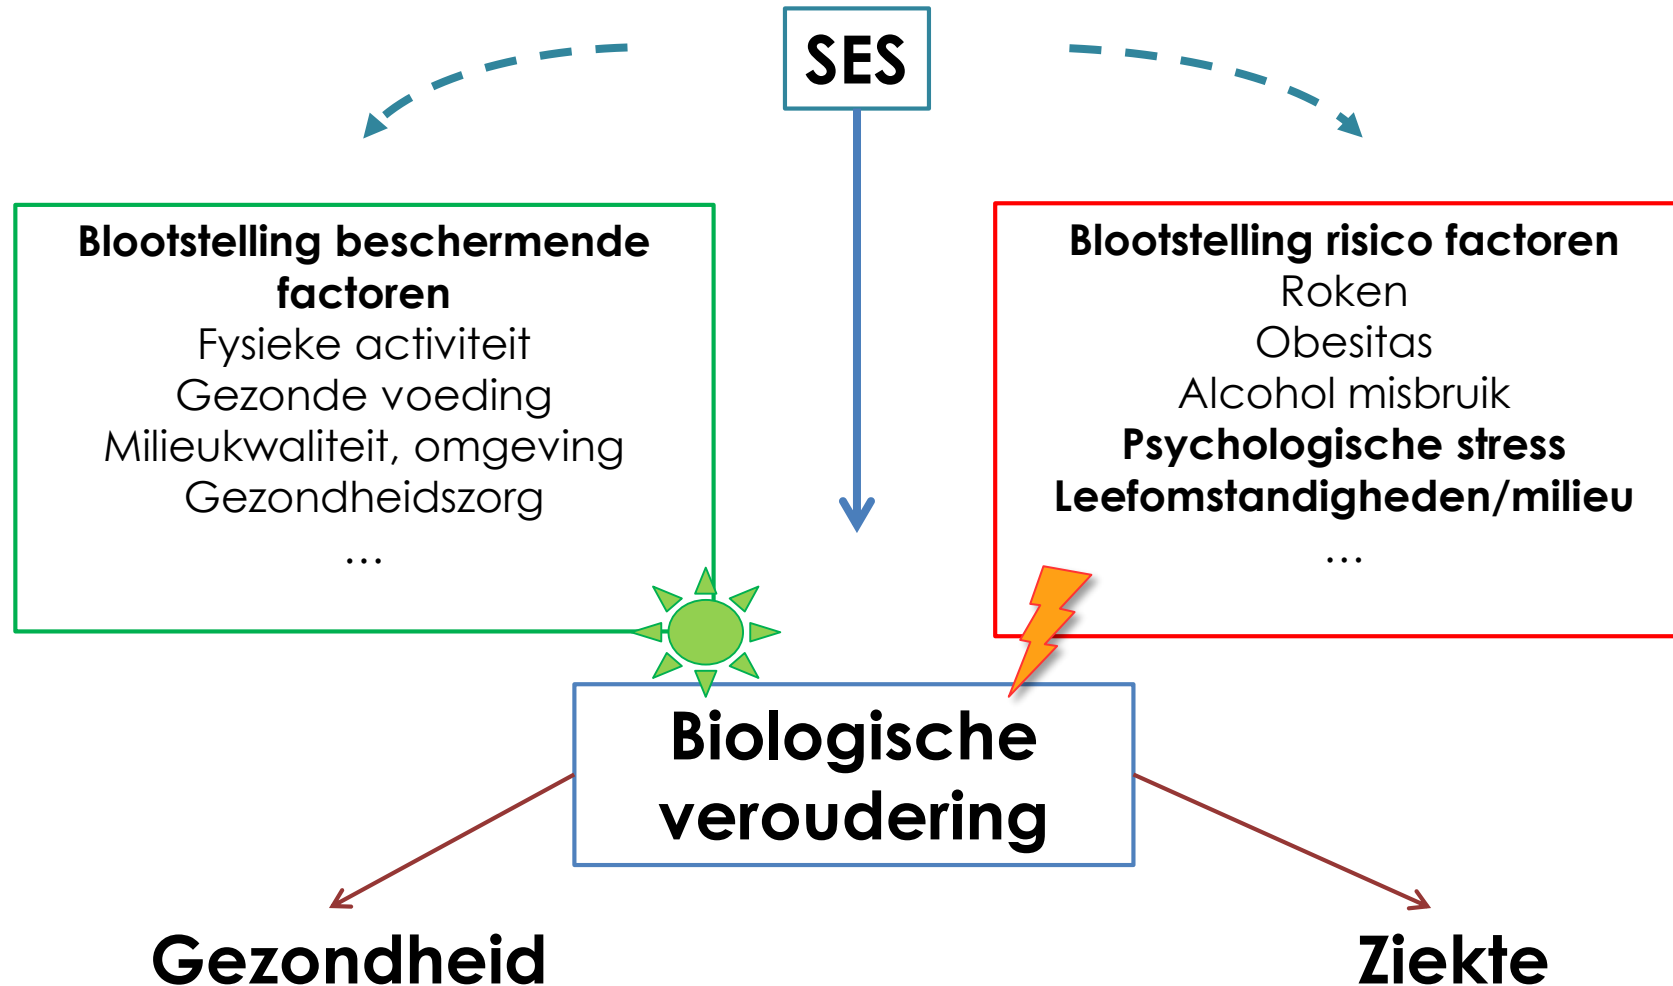 SES
Blootstelling beschermende
factoren
Fysieke activiteit
Gezonde voeding
Milieukwaliteit, omgeving
Gezondheidszorg
…
Blootstelling risico factoren
Roken
Obesitas
Alcohol misbruik
Psychologische stress
Leefomstandigheden/milieu
…
Biologische
veroudering
Gezondheid
Ziekte